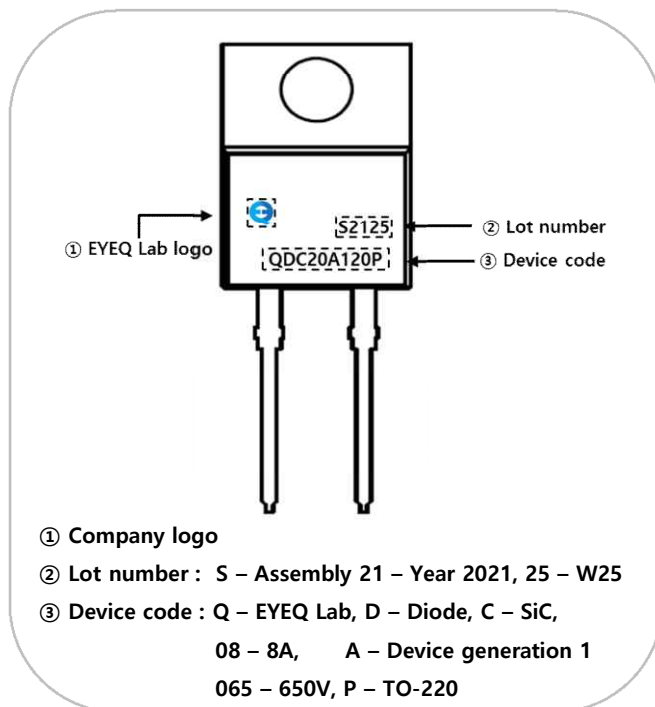 ① EYEQ Lab logo
S2125
② Lot number
QDC20A120P
③ Device code
① Company logo
② Lot number : S – Assembly 21 – Year 2021, 25 – W25
③ Device code : Q – EYEQ Lab, D – Diode, C – SiC,
08 – 8A, A – Device generation 1
065 – 650V, P – TO-220